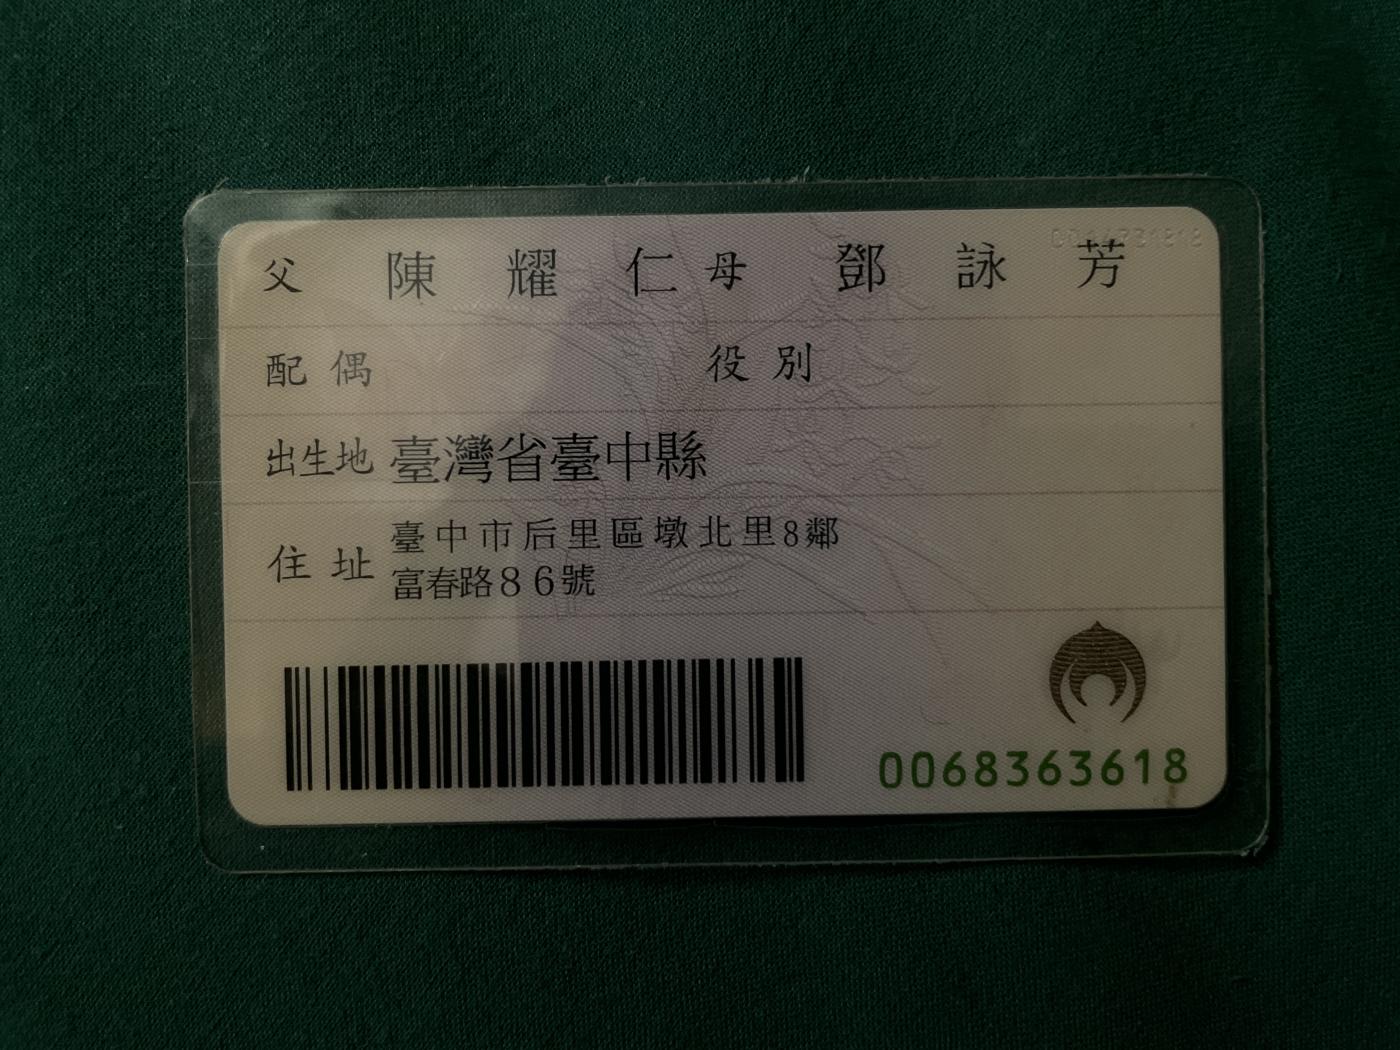 父 陳耀仁 母 鄧詠芳
配偶 役別
出生地 臺灣省臺中縣
住址 臺中市后里區墩北里8鄰
富春路86號
0068363618